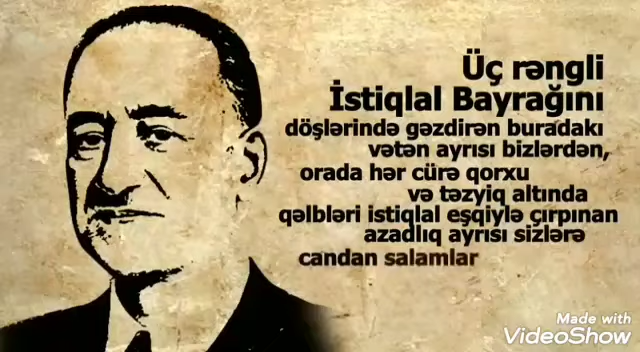 Üç rəngli
İstiqlal Bayrağını
döşlərində gəzdirən buradakı
vətən ayrısı bizlərdən,
orada hər cürə qorxu
və təzyiq altında
qəlbləri istiqlal eşqiylə çırpınan
azadlıq ayrısı sizlərə
candan salamlar
Made with
VideoShow